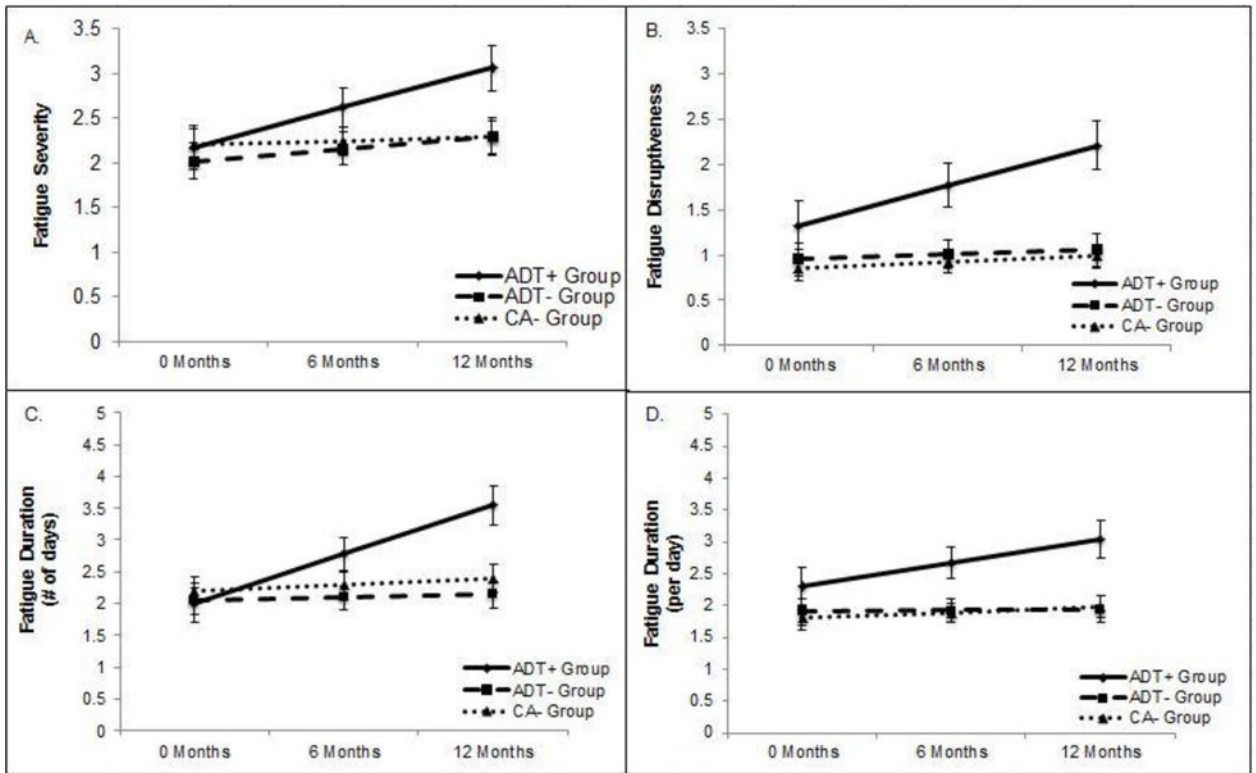 A.
Fatigue Severity
3.5
3
2.5
2
1.5
1
0.5
0
0 Months
6 Months
12 Months
ADT+ Group
ADT- Group
CA- Group
B.
Fatigue Disruptiveness
3.5
3
2.5
2
1.5
1
0.5
0
0 Months
6 Months
12 Months
ADT+ Group
ADT- Group
CA- Group
C.
Fatigue Duration
(# of days)
5
4.5
4
3.5
3
2.5
2
1.5
1
0.5
0
0 Months
6 Months
12 Months
ADT+ Group
ADT- Group
CA- Group
D.
Fatigue Duration
(per day)
5
4.5
4
3.5
3
2.5
2
1.5
1
0.5
0
0 Months
6 Months
12 Months
ADT+ Group
ADT- Group
CA- Group